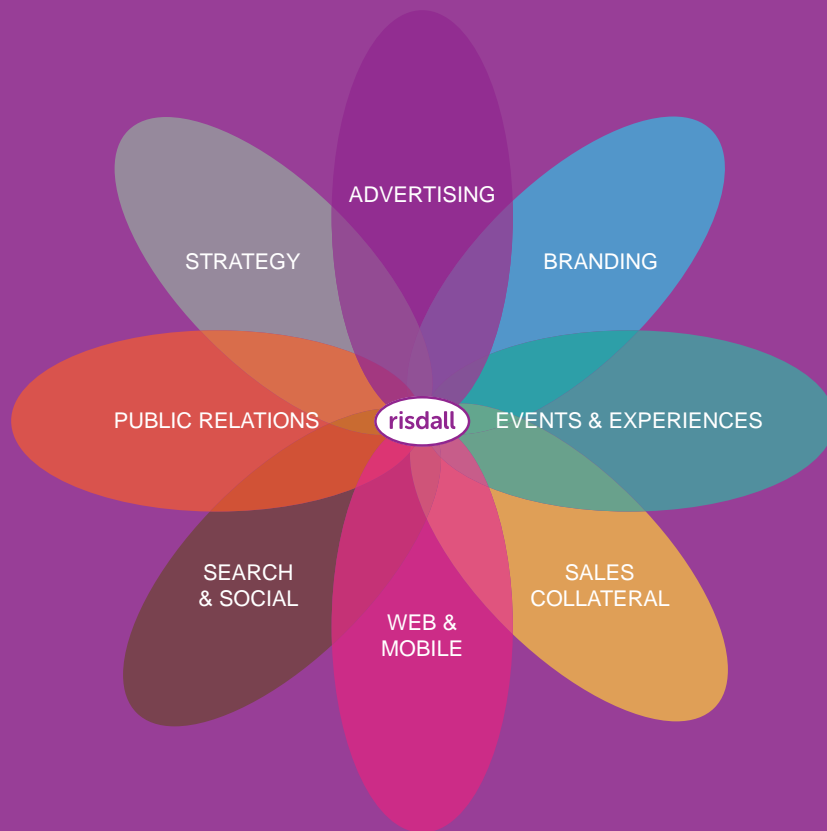 ADVERTISING
STRATEGY
BRANDING
PUBLIC RELATIONS
risdall
EVENTS & EXPERIENCES
SEARCH
& SOCIAL
SALES
COLLATERAL
WEB &
MOBILE